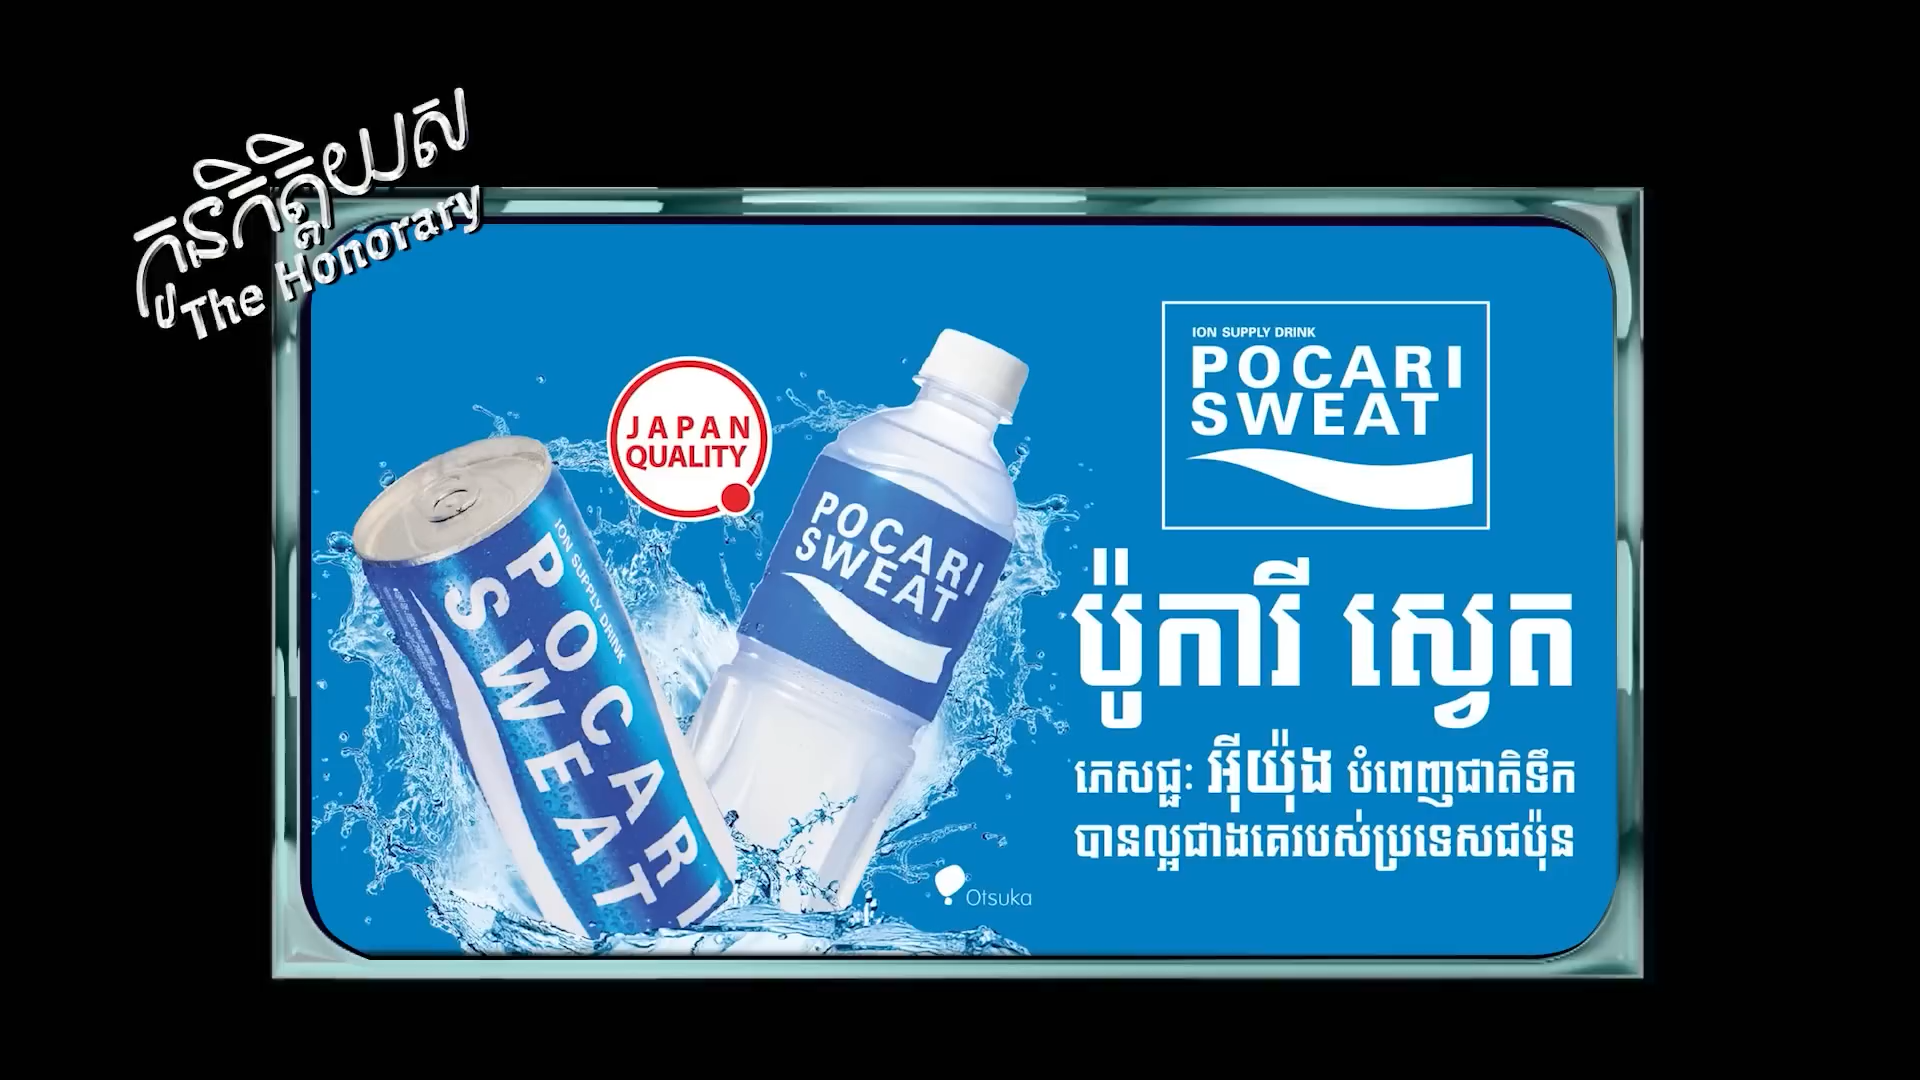 កូនកិត្តិយស
The Honorary
JAPAN
QUALITY
ION SUPPLY DRINK
POCARI
SWEAT
POCARI
SWEAT
ION SUPPLY DRINK
POCARI
SWEAT
ប៉ូការី ស្វេត
ភេសជ្ជៈ អ៊ីយ៉ុង បំពេញជាតិទឹក
បានល្អជាងគេរបស់ប្រទេសជប៉ុន
Otsuka